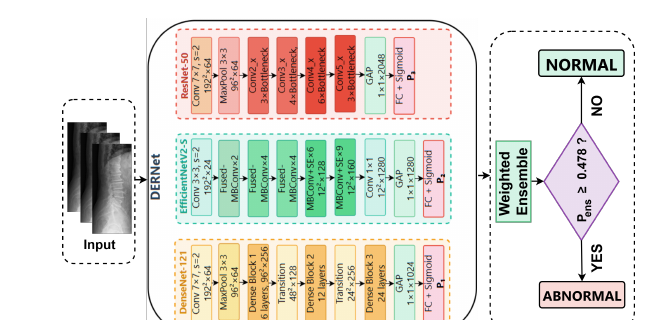 Input
DERNet
ResNet-50
Conv 7×7, s=2
192²×64
MaxPool 3×3
96²×64
Conv2_x
3×Bottleneck
Conv3_x
4×Bottleneck,
Conv4_x
6×Bottleneck
Conv5_x
3×Bottleneck
GAP
1×1×2048
FC + Sigmoid
P₃
EfficientNetV2-S
Conv 3×3, s=2
192²×24
Fused-
MBConv×2
Fused-
MBConv×4
Fused-
MBConv×4
MBConv+SE×6
12²×128
MBConv+SE×9
12²×160
Conv 1×1
12²×1280
GAP
1×1×1280
FC + Sigmoid
P₂
DenseNet-121
Conv 7×7, s=2
192²×64
MaxPool 3×3
96²×64
Dense Block 1
6 layers, 96²×256
Transition
48²×128
Dense Block 2
12 layers
Transition
24²×256
Dense Block 3
24 layers
GAP
1×1×1024
FC + Sigmoid
P₁
Weighted
Ensemble
NORMAL
NO
P_ens ≥ 0.478 ?
YES
ABNORMAL